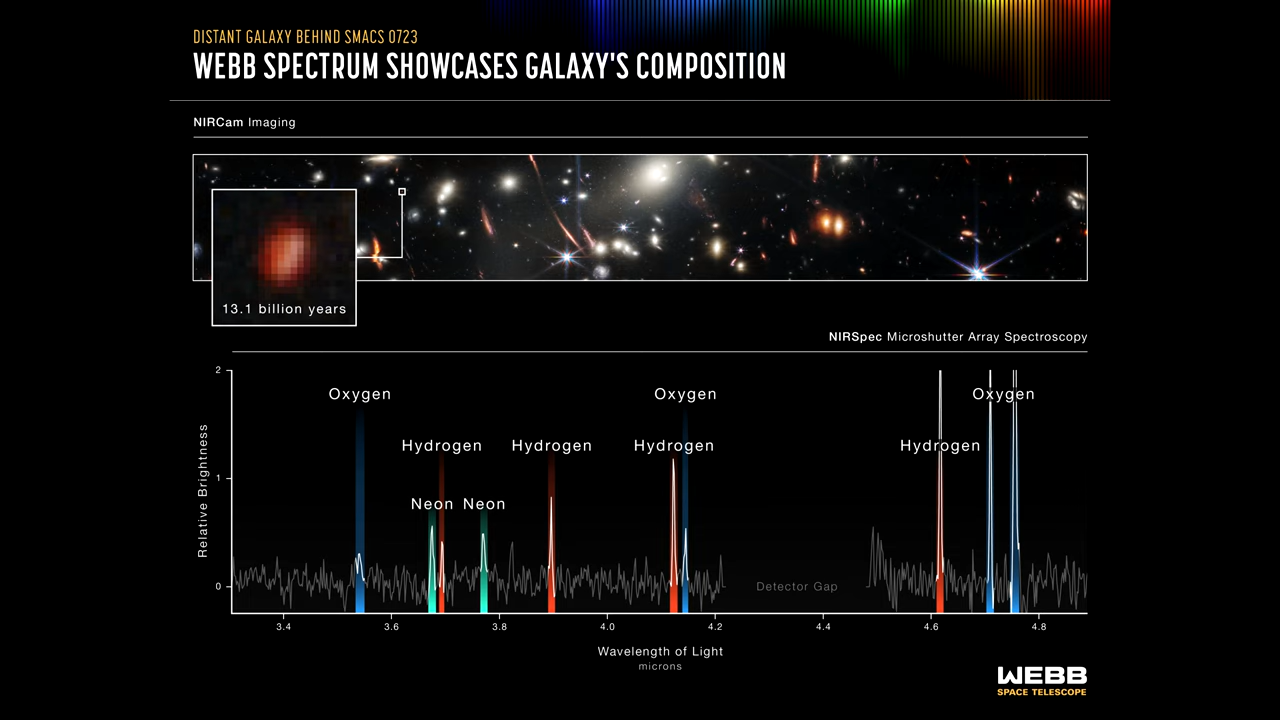 DISTANT GALAXY BEHIND SMACS 0723
WEBB SPECTRUM SHOWCASES GALAXY'S COMPOSITION
NIRCam Imaging
13.1 billion years
NIRSpec Microshutter Array Spectroscopy
Relative Brightness
2
1
0
Oxygen
Oxygen
Oxygen
Hydrogen
Hydrogen
Hydrogen
Hydrogen
Neon
Neon
Detector Gap
3.4 3.6 3.8 4.0 4.2 4.4 4.6 4.8
Wavelength of Light
microns
WEBB
SPACE TELESCOPE